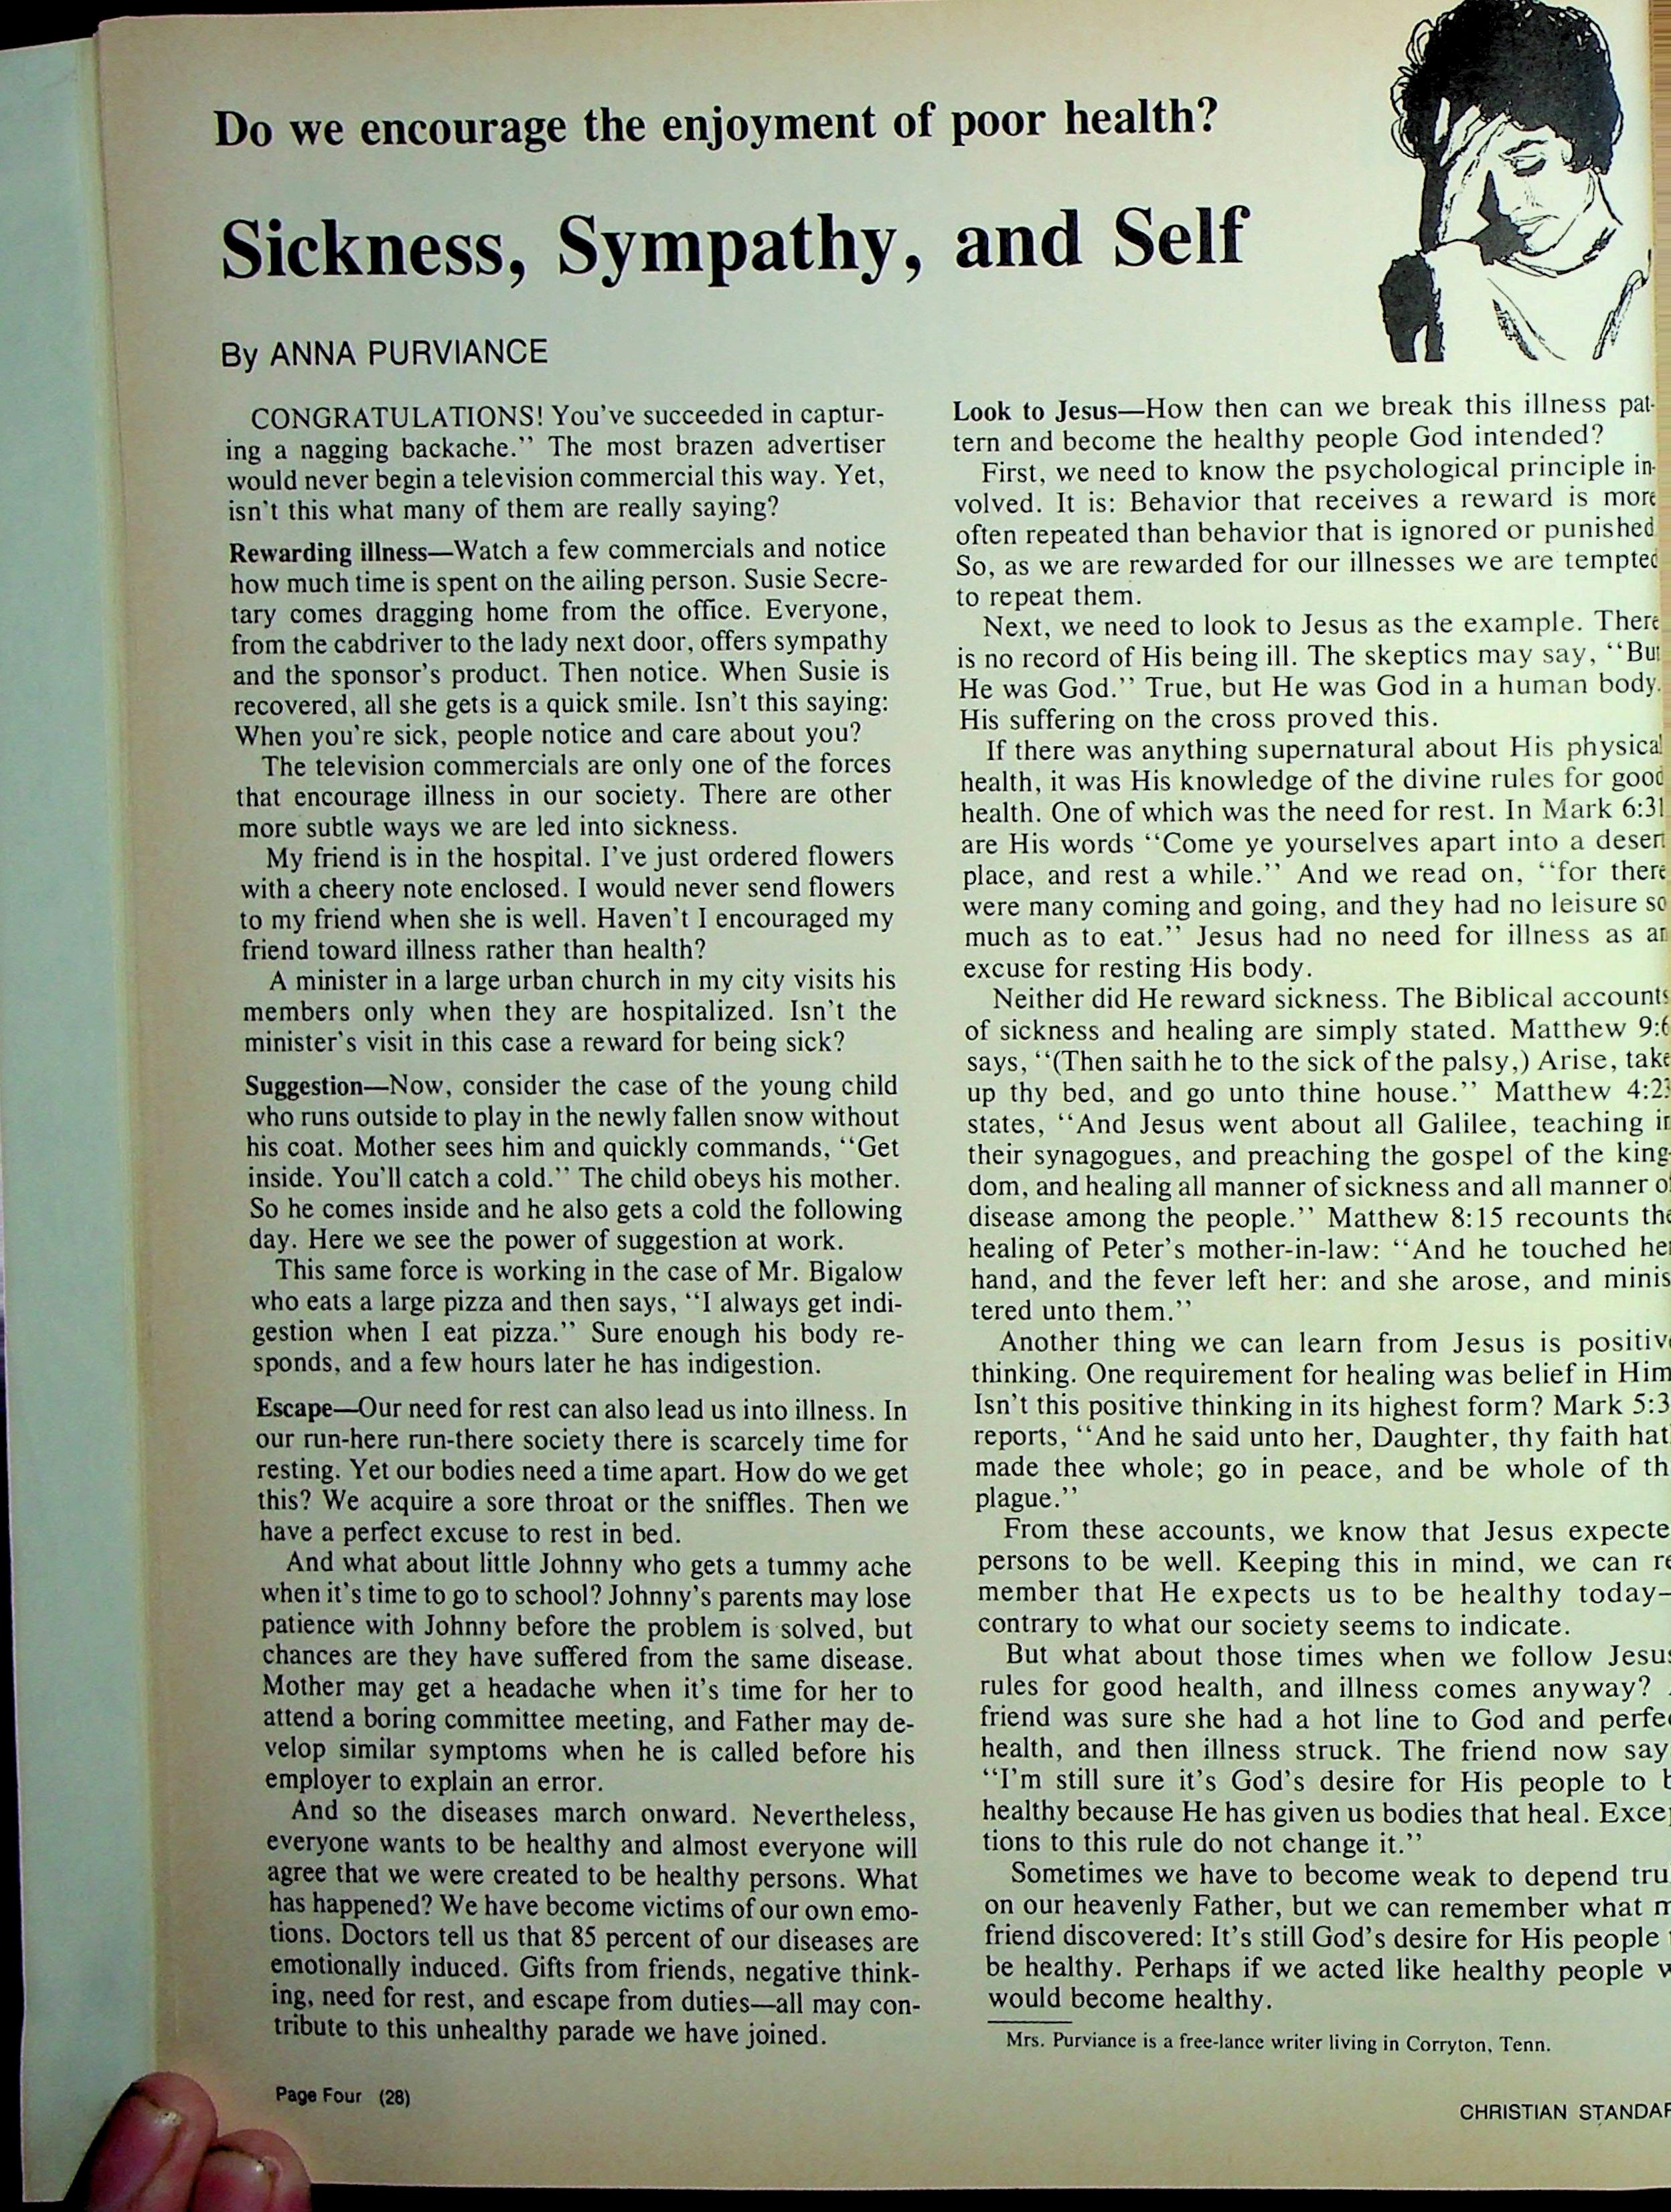 Do we encourage the enjoyment of poor health?
Sickness, Sympathy, and Self
By ANNA PURVIANCE
CONGRATULATIONS! You've succeeded in captur-
ing a nagging backache." The most brazen advertiser
would never begin a television commercial this way. Yet,
isn't this what many of them are really saying?
Rewarding illness—Watch a few commercials and notice
how much time is spent on the ailing person. Susie Secre-
tary comes dragging home from the office. Everyone,
from the cabdriver to the lady next door, offers sympathy
and the sponsor's product. Then notice. When Susie is
recovered, all she gets is a quick smile. Isn't this saying:
When you're sick, people notice and care about you?
The television commercials are only one of the forces
that encourage illness in our society. There are other
more subtle ways we are led into sickness.
My friend is in the hospital. I've just ordered flowers
with a cheery note enclosed. I would never send flowers
to my friend when she is well. Haven't I encouraged my
friend toward illness rather than health?
A minister in a large urban church in my city visits his
members only when they are hospitalized. Isn't the
minister's visit in this case a reward for being sick?
Suggestion—Now, consider the case of the young child
who runs outside to play in the newly fallen snow without
his coat. Mother sees him and quickly commands, "Get
inside. You'll catch a cold." The child obeys his mother.
So he comes inside and he also gets a cold the following
day. Here we see the power of suggestion at work.
This same force is working in the case of Mr. Bigalow
who eats a large pizza and then says, "I always get indi-
gestion when I eat pizza." Sure enough his body re-
sponds, and a few hours later he has indigestion.
Escape—Our need for rest can also lead us into illness. In
our run-here run-there society there is scarcely time for
resting. Yet our bodies need a time apart. How do we get
this? We acquire a sore throat or the sniffles. Then we
have a perfect excuse to rest in bed.
And what about little Johnny who gets a tummy ache
when it's time to go to school? Johnny's parents may lose
patience with Johnny before the problem is solved, but
chances are they have suffered from the same disease.
Mother may get a headache when it's time for her to
attend a boring committee meeting, and Father may de-
velop similar symptoms when he is called before his
employer to explain an error.
And so the diseases march onward. Nevertheless,
everyone wants to be healthy and almost everyone will
agree that we were created to be healthy persons. What
has happened? We have become victims of our own emo-
tions. Doctors tell us that 85 percent of our diseases are
emotionally induced. Gifts from friends, negative think-
ing, need for rest, and escape from duties—all may con-
tribute to this unhealthy parade we have joined.
Look to Jesus—How then can we break this illness pat-
tern and become the healthy people God intended?
First, we need to know the psychological principle in-
volved. It is: Behavior that receives a reward is more
often repeated than behavior that is ignored or punished
So, as we are rewarded for our illnesses we are tempted
to repeat them.
Next, we need to look to Jesus as the example. There
is no record of His being ill. The skeptics may say, "But
He was God." True, but He was God in a human body.
His suffering on the cross proved this.
If there was anything supernatural about His physical
health, it was His knowledge of the divine rules for good
health. One of which was the need for rest. In Mark 6:31
are His words "Come ye yourselves apart into a desert
place, and rest a while." And we read on, "for there
were many coming and going, and they had no leisure so
much as to eat." Jesus had no need for illness as an
excuse for resting His body.
Neither did He reward sickness. The Biblical accounts
of sickness and healing are simply stated. Matthew 9:6
says, "(Then saith he to the sick of the palsy,) Arise, take
up thy bed, and go unto thine house." Matthew 4:23
states, "And Jesus went about all Galilee, teaching in
their synagogues, and preaching the gospel of the king-
dom, and healing all manner of sickness and all manner of
disease among the people." Matthew 8:15 recounts the
healing of Peter's mother-in-law: "And he touched her
hand, and the fever left her: and she arose, and minis
tered unto them."
Another thing we can learn from Jesus is positive
thinking. One requirement for healing was belief in Him
Isn't this positive thinking in its highest form? Mark 5:3
reports, "And he said unto her, Daughter, thy faith hat
made thee whole; go in peace, and be whole of th
plague."
From these accounts, we know that Jesus expecte
persons to be well. Keeping this in mind, we can re
member that He expects us to be healthy today—
contrary to what our society seems to indicate.
But what about those times when we follow Jesus
rules for good health, and illness comes anyway?
friend was sure she had a hot line to God and perfec
health, and then illness struck. The friend now say
"I'm still sure it's God's desire for His people to b
healthy because He has given us bodies that heal. Excep
tions to this rule do not change it."
Sometimes we have to become weak to depend tru
on our heavenly Father, but we can remember what m
friend discovered: It's still God's desire for His people
be healthy. Perhaps if we acted like healthy people w
would become healthy.
Mrs. Purviance is a free-lance writer living in Corryton, Tenn.
Page Four (28)
CHRISTIAN STANDAR